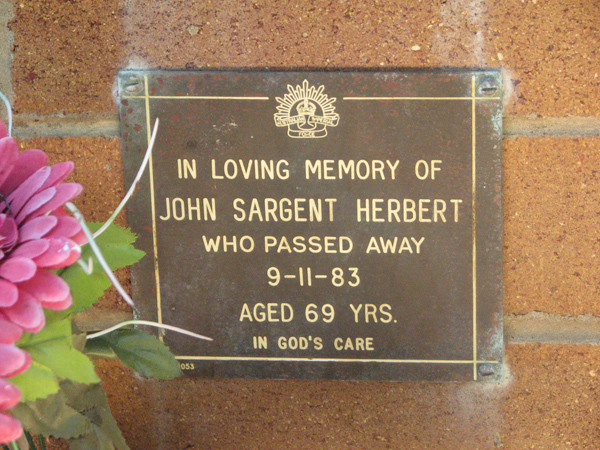 IN LOVING MEMORY OF
JOHN SARGENT HERBERT
WHO PASSED AWAY
9-11-83
AGED 69 YRS.
IN GOD'S CARE